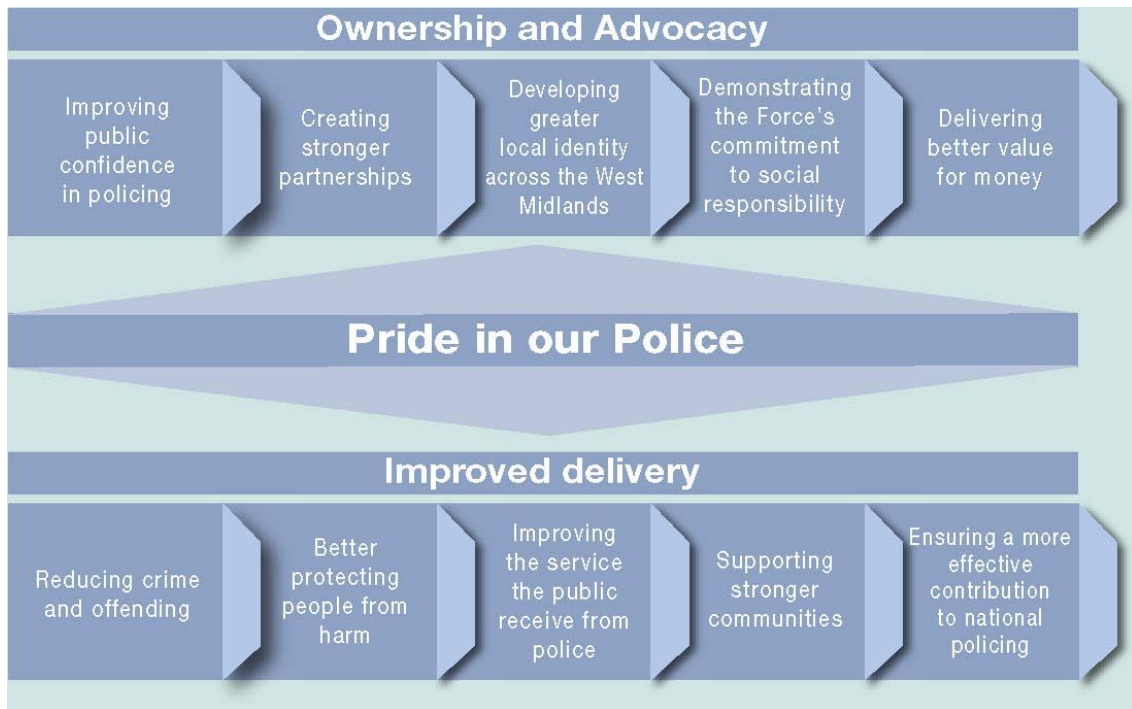 Ownership and Advocacy
Improving
public
confidence
in policing
Creating
stronger
partnerships
Developing
greater
local identity
across the West
Midlands
Demonstrating
the Force's
commitment
to social
responsibility
Delivering
better value
for money
Pride in our Police
Improved delivery
Reducing crime
and offending
Better
protecting
people from
harm
Improving
the service
the public
receive from
police
Supporting
stronger
communities
Ensuring a more
effective
contribution
to national
policing